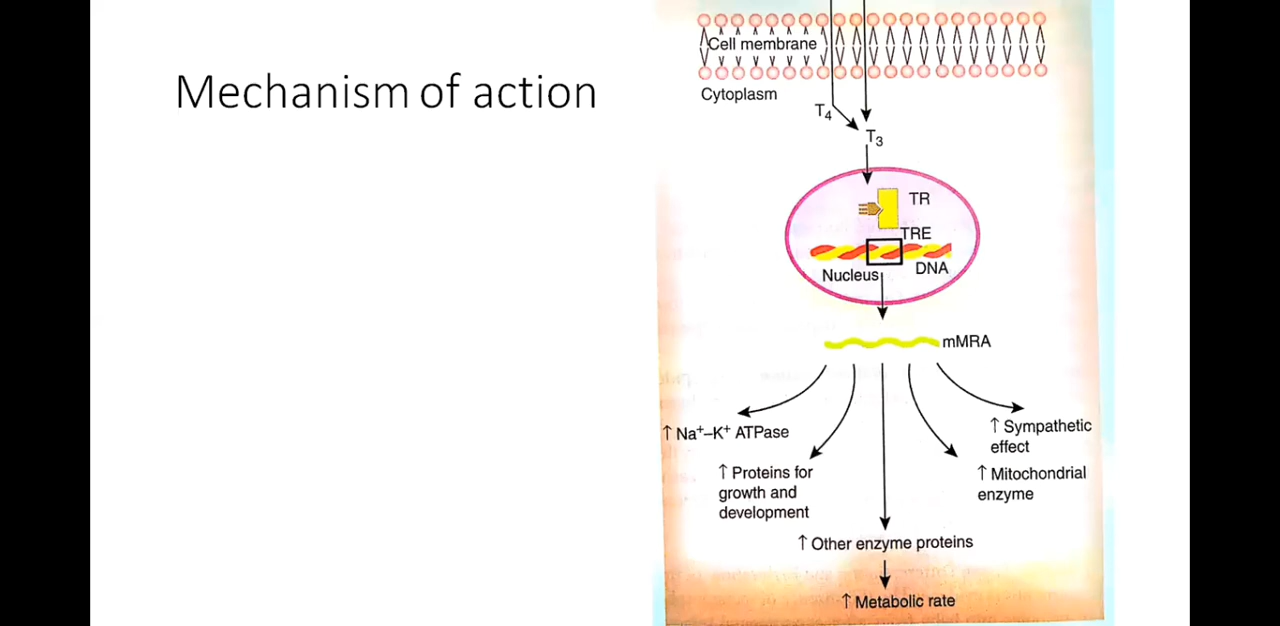 Mechanism of action
Cell membrane
Cytoplasm
T₄
T₃
TR
TRE
Nucleus
DNA
mMRA
↑ Na⁺–K⁺ ATPase
↑ Sympathetic
effect
↑ Proteins for
growth and
development
↑ Mitochondrial
enzyme
↑ Other enzyme proteins
↑ Metabolic rate